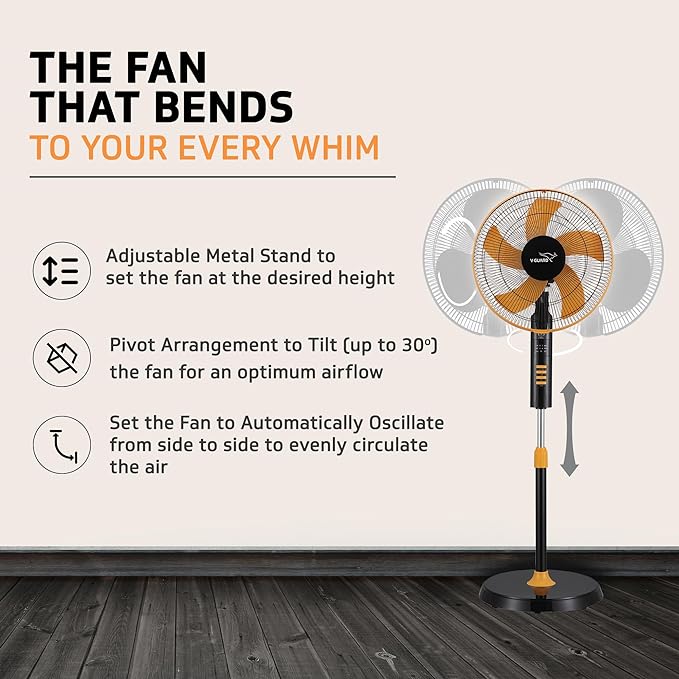 THE FAN
THAT BENDS
TO YOUR EVERY WHIM
Adjustable Metal Stand to
set the fan at the desired height
Pivot Arrangement to Tilt (up to 30º)
the fan for an optimum airflow
Set the Fan to Automatically Oscillate
from side to side to evenly circulate
the air
V-GUARD